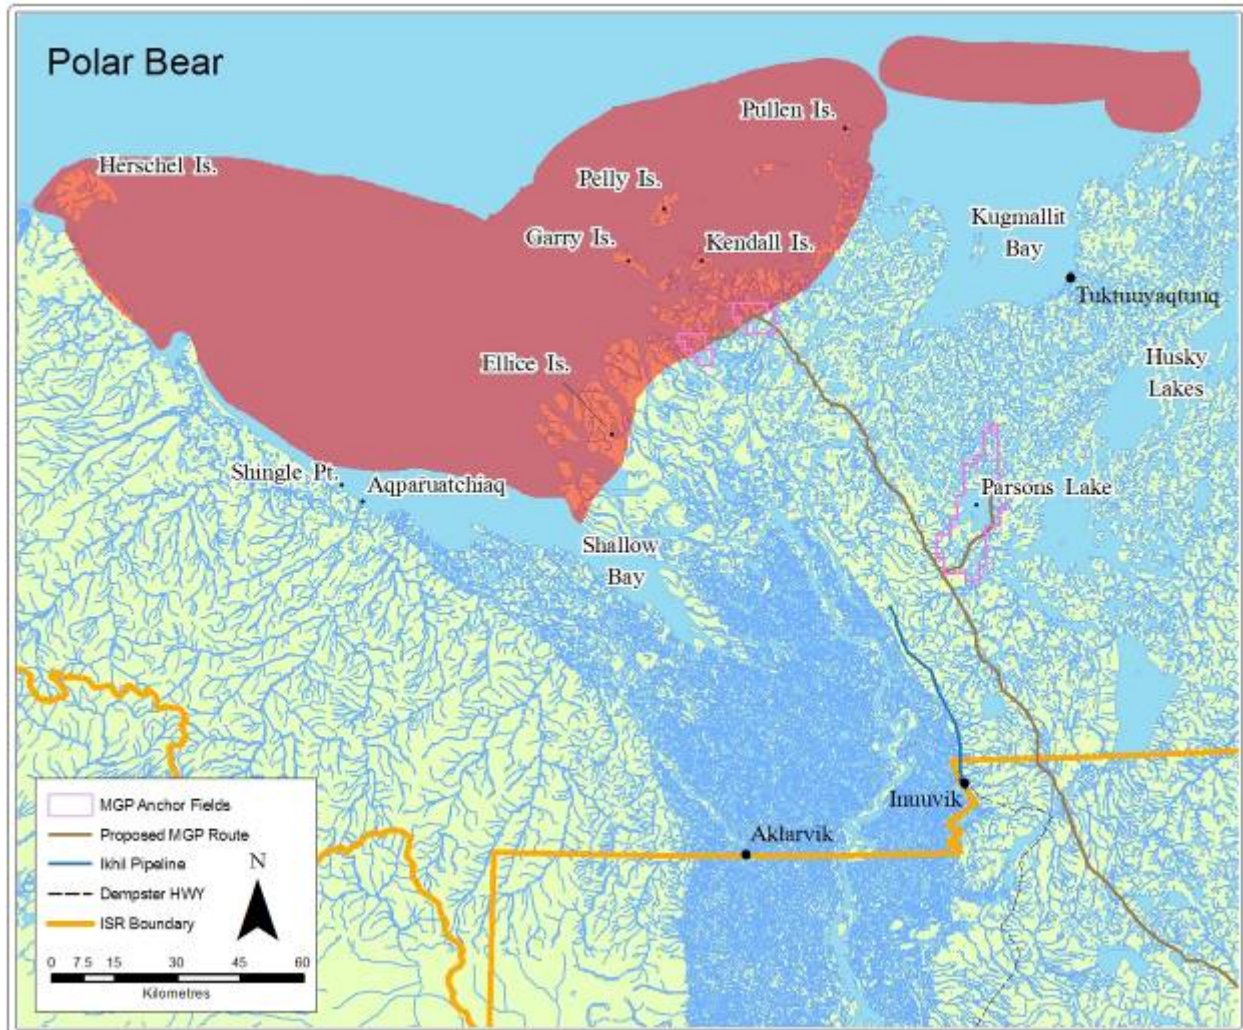 Polar Bear
Pullen Is.
Herschel Is.
Pelly Is.
Kugmallit
Bay
Garry Is.
Kendall Is.
Tuktuuyaqtuuq
Husky
Lakes
Ellice Is.
Shingle Pt.
Aqparuatchiaq
Parsons Lake
Shallow
Bay
Inuuvik
Akłarvik
MGP Anchor Fields
Proposed MGP Route
Ikhil Pipeline
Dempster HWY
ISR Boundary
N
0 7.5 15 30 45 60
Kilometres